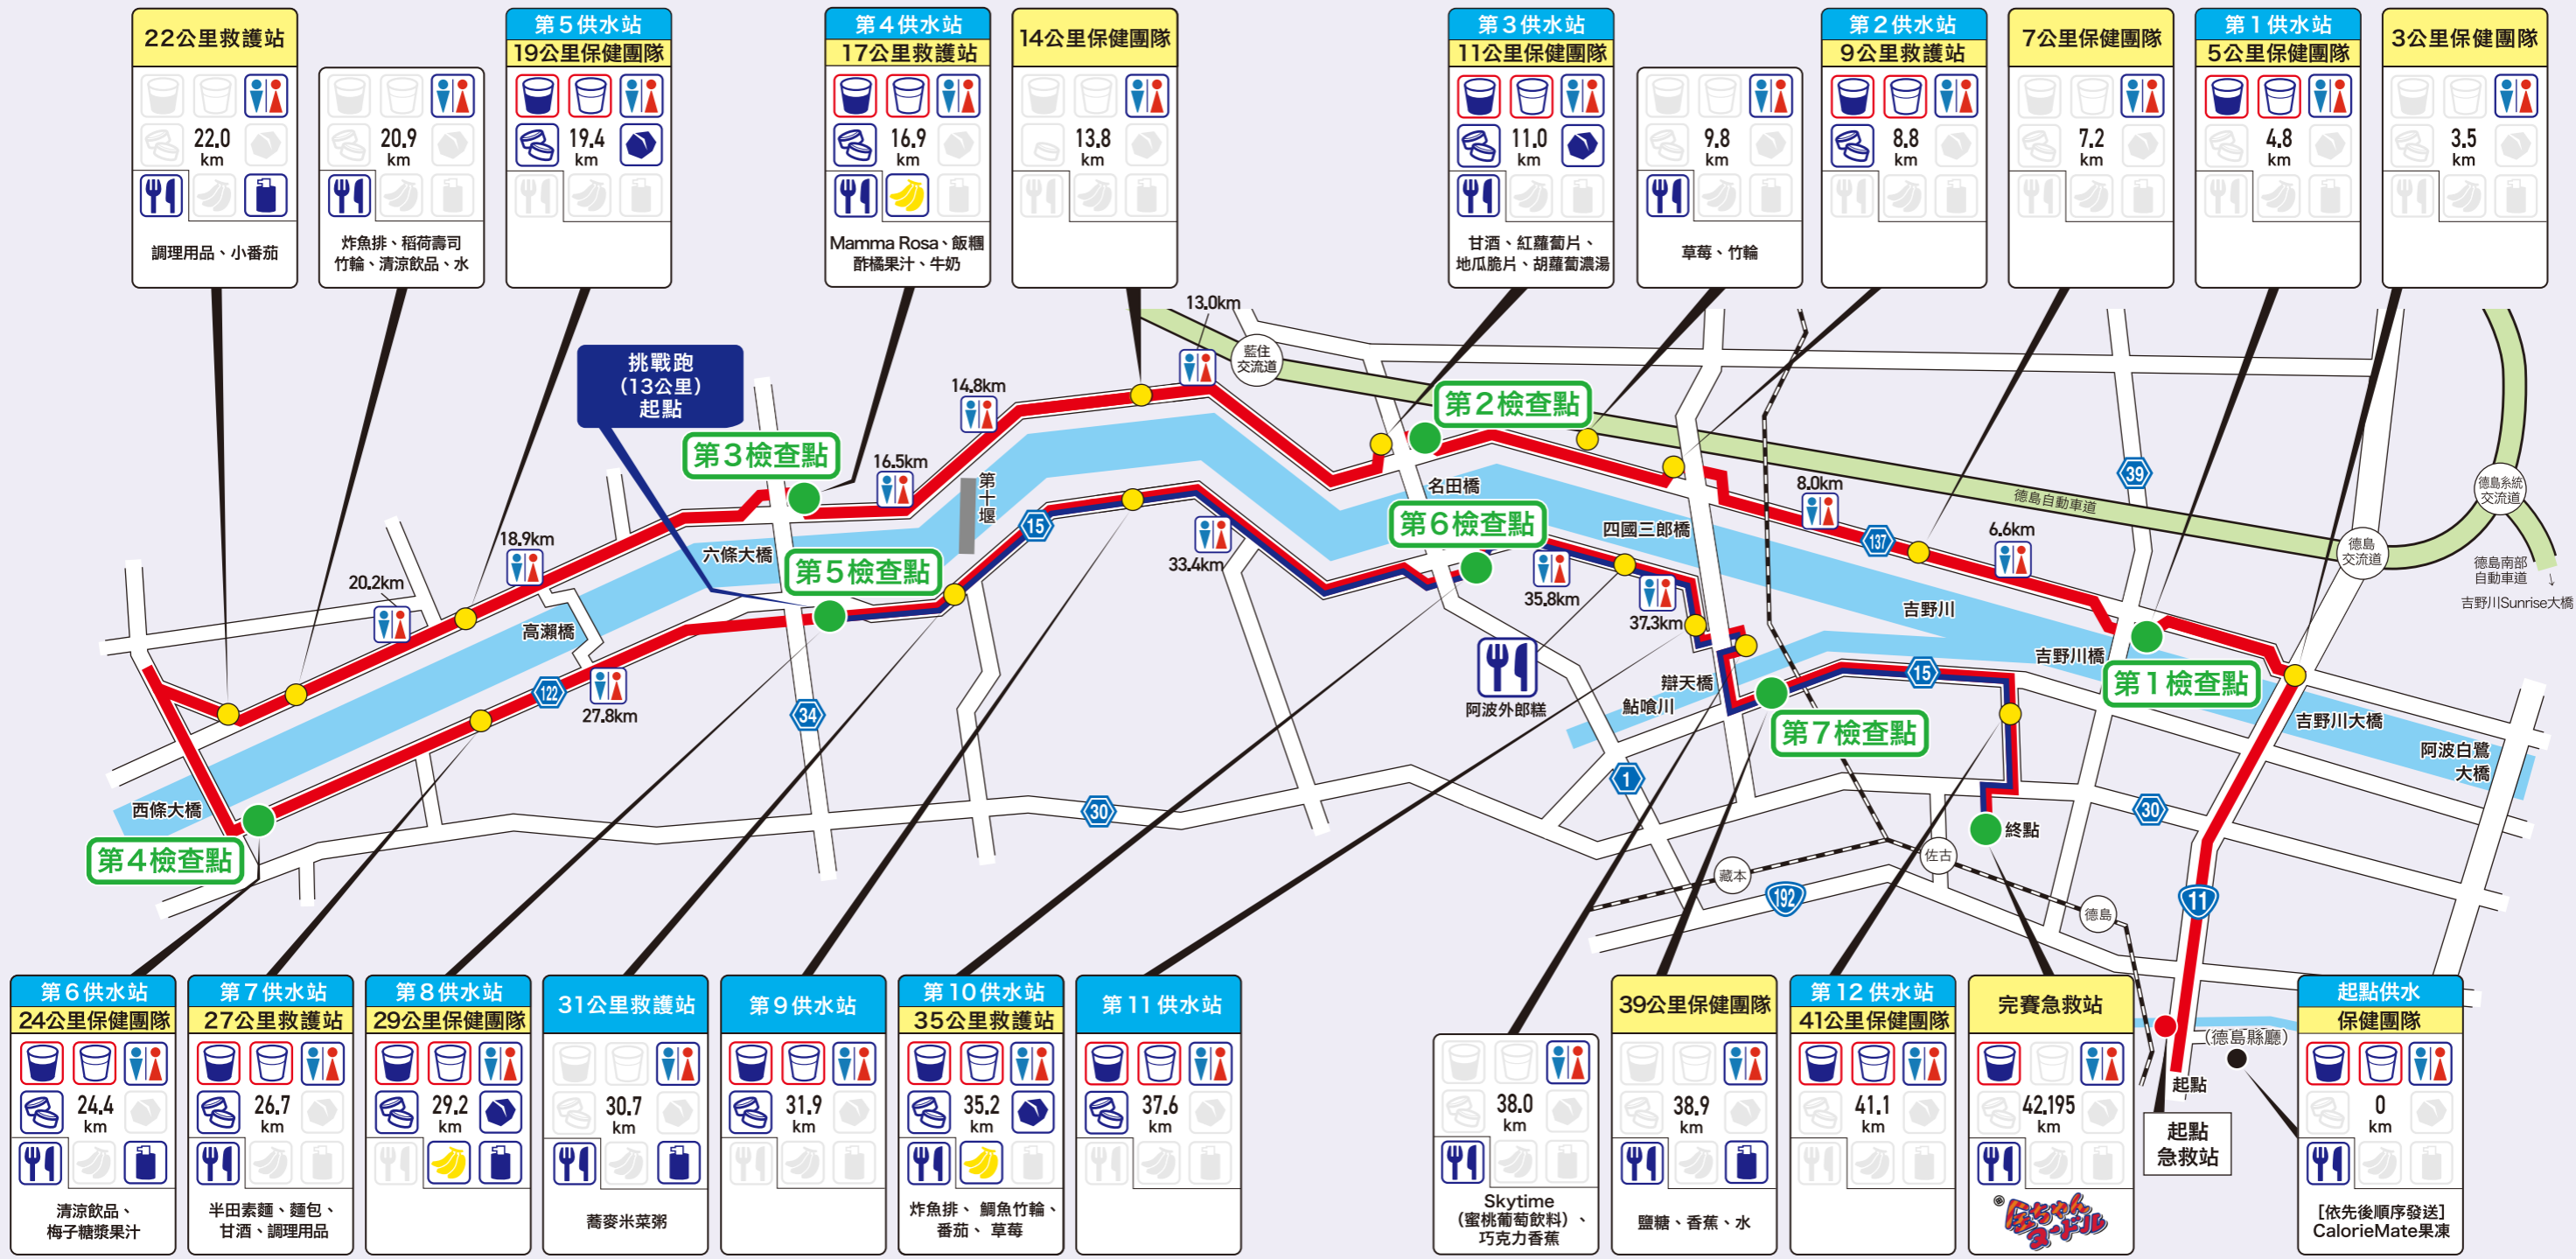 22公里救護站
22.0
km
調理用品、小番茄
20.9
km
炸魚排、稻荷壽司
竹輪、清涼飲品、水
第5供水站
19公里保健團隊
19.4
km
第4供水站
17公里救護站
16.9
km
Mamma Rosa、飯糰
酢橘果汁、牛奶
14公里保健團隊
13.8
km
第3供水站
11公里保健團隊
11.0
km
甘酒、紅蘿蔔片、
地瓜脆片、胡蘿蔔濃湯
9.8
km
草莓、竹輪
第2供水站
9公里救護站
8.8
km
7公里保健團隊
7.2
km
第1供水站
5公里保健團隊
4.8
km
3公里保健團隊
3.5
km
13.0km
藍住
交流道
挑戰跑
（13公里）
起點
14.8km
第2檢查點
第3檢查點
16.5km
第十堰
名田橋
39
8.0km
德島自動車道
德島系統
交流道
第6檢查點
15
四國三郎橋
137
6.6km
德島
交流道
18.9km
六條大橋
第5檢查點
33.4km
35.8km
德島南部
自動車道
↓
吉野川Sunrise大橋
20.2km
高瀨橋
37.3km
吉野川
吉野川橋
122
27.8km
34
阿波外郎糕
辯天橋
鮎喰川
15
第1檢查點
吉野川大橋
第7檢查點
阿波白鷺
大橋
西條大橋
30
1
30
第4檢查點
終點
佐古
藏本
192
11
德島
（德島縣廳）
起點
起點
急救站
第6供水站
24公里保健團隊
24.4
km
清涼飲品、
梅子糖漿果汁
第7供水站
27公里救護站
26.7
km
半田素麵、麵包、
甘酒、調理用品
第8供水站
29公里保健團隊
29.2
km
31公里救護站
30.7
km
蕎麥米菜粥
第9供水站
31.9
km
第10供水站
35公里救護站
35.2
km
炸魚排、 鯛魚竹輪、
番茄、 草莓
第11供水站
37.6
km
38.0
km
Skytime
（蜜桃葡萄飲料）、
巧克力香蕉
39公里保健團隊
38.9
km
鹽糖、香蕉、水
第12供水站
41公里保健團隊
41.1
km
完賽急救站
42.195
km
※金ちゃん
ヌードル
起點供水
保健團隊
0
km
［依先後順序發送］
CalorieMate果凍